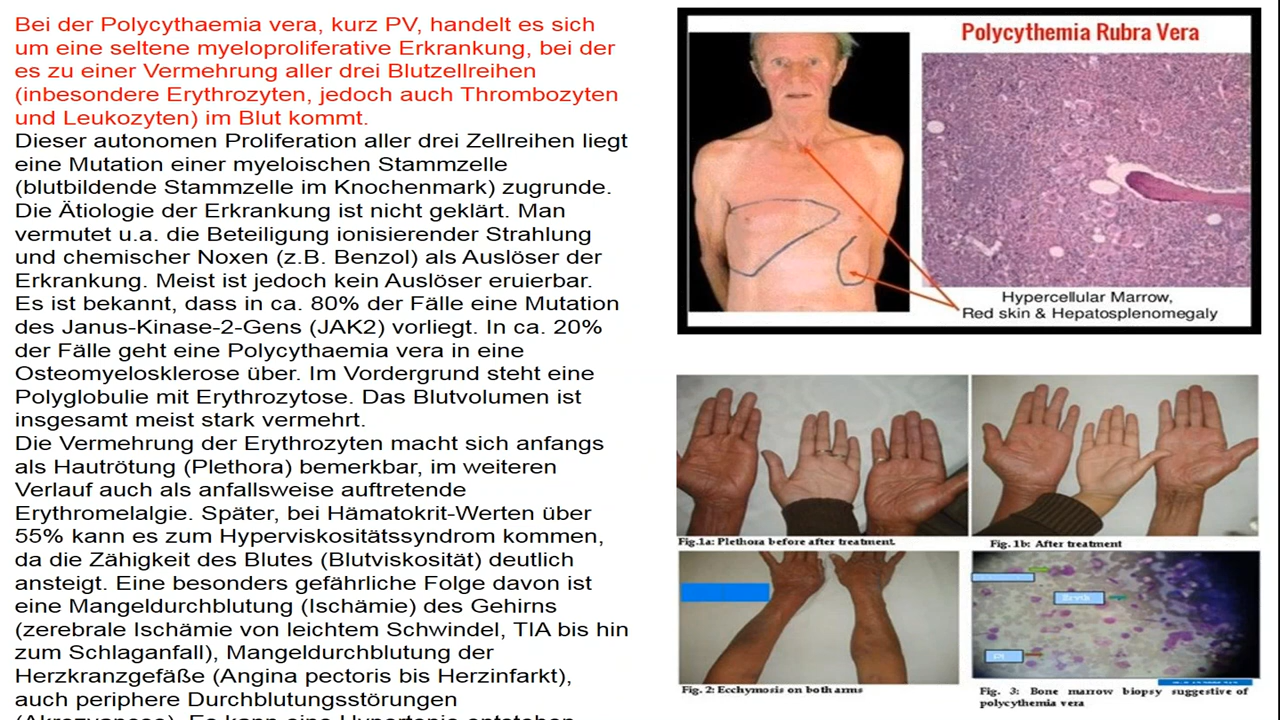 Bei der Polycythaemia vera, kurz PV, handelt es sich
um eine seltene myeloproliferative Erkrankung, bei der
es zu einer Vermehrung aller drei Blutzellreihen
(inbesondere Erythrozyten, jedoch auch Thrombozyten
und Leukozyten) im Blut kommt.
Dieser autonomen Proliferation aller drei Zellreihen liegt
eine Mutation einer myeloischen Stammzelle
(blutbildende Stammzelle im Knochenmark) zugrunde.
Die Ätiologie der Erkrankung ist nicht geklärt. Man
vermutet u.a. die Beteiligung ionisierender Strahlung
und chemischer Noxen (z.B. Benzol) als Auslöser der
Erkrankung. Meist ist jedoch kein Auslöser eruierbar.
Es ist bekannt, dass in ca. 80% der Fälle eine Mutation
des Janus-Kinase-2-Gens (JAK2) vorliegt. In ca. 20%
der Fälle geht eine Polycythaemia vera in eine
Osteomyelosklerose über. Im Vordergrund steht eine
Polyglobulie mit Erythrozytose. Das Blutvolumen ist
insgesamt meist stark vermehrt.
Die Vermehrung der Erythrozyten macht sich anfangs
als Hautrötung (Plethora) bemerkbar, im weiteren
Verlauf auch als anfallsweise auftretende
Erythromelalgie. Später, bei Hämatokrit-Werten über
55% kann es zum Hyperviskositätssyndrom kommen,
da die Zähigkeit des Blutes (Blutviskosität) deutlich
ansteigt. Eine besonders gefährliche Folge davon ist
eine Mangeldurchblutung (Ischämie) des Gehirns
(zerebrale Ischämie von leichtem Schwindel, TIA bis hin
zum Schlaganfall), Mangeldurchblutung der
Herzkranzgefäße (Angina pectoris bis Herzinfarkt),
auch periphere Durchblutungsstörungen
(Akrozyanose). Es kann eine Hypertonie entstehen
Polycythemia Rubra Vera
Hypercellular Marrow,
Red skin & Hepatosplenomegaly
Fig.1a: Plethora before after treatment.
Fig.1b: After treatment
Eryth
Pl
Fig. 2: Ecchymosis on both arms
Fig. 3: Bone marrow biopsy suggestive of
polycythemia vera